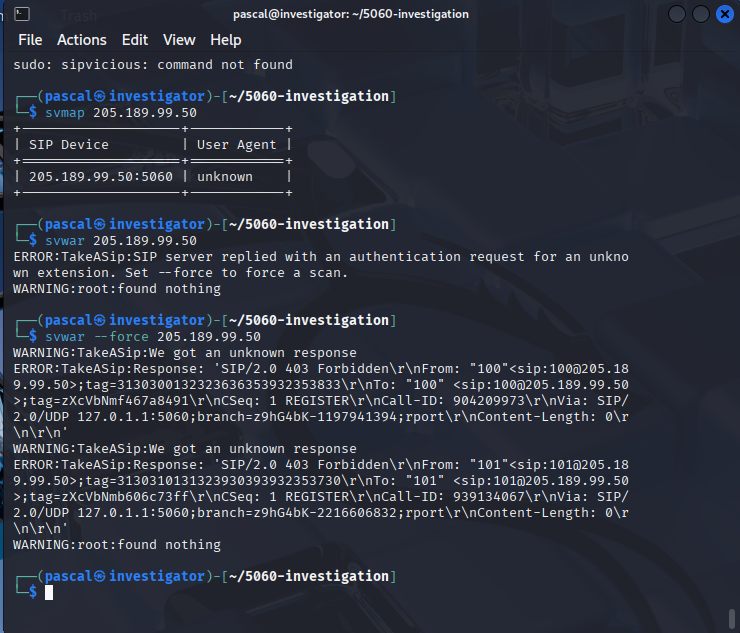 Trash
pascal@investigator: ~/5060-investigation
File Actions Edit View Help
sudo: sipvicious: command not found
┌──(pascal㉿investigator)-[~/5060-investigation]
└─$ svmap 205.189.99.50
| SIP Device | User Agent |
| 205.189.99.50:5060 | unknown |
┌──(pascal㉿investigator)-[~/5060-investigation]
└─$ svwar 205.189.99.50
ERROR:TakeASip:SIP server replied with an authentication request for an unkno
wn extension. Set --force to force a scan.
WARNING:root:found nothing
┌──(pascal㉿investigator)-[~/5060-investigation]
└─$ svwar --force 205.189.99.50
WARNING:TakeASip:We got an unknown response
ERROR:TakeASip:Response: 'SIP/2.0 403 Forbidden\r\nFrom: "100"<sip:100@205.18
9.99.50>;tag=3130300132323636353932353833\r\nTo: "100" <sip:100@205.189.99.50
>;tag=zXcVbNmf467a8491\r\nCSeq: 1 REGISTER\r\nCall-ID: 904209973\r\nVia: SIP/
2.0/UDP 127.0.1.1:5060;branch=z9hG4bK-1197941394;rport\r\nContent-Length: 0\r
\n\r\n'
WARNING:TakeASip:We got an unknown response
ERROR:TakeASip:Response: 'SIP/2.0 403 Forbidden\r\nFrom: "101"<sip:101@205.18
9.99.50>;tag=3130310131323930393932353730\r\nTo: "101" <sip:101@205.189.99.50
>;tag=zXcVbNmb606c73ff\r\nCSeq: 1 REGISTER\r\nCall-ID: 939134067\r\nVia: SIP/
2.0/UDP 127.0.1.1:5060;branch=z9hG4bK-2216606832;rport\r\nContent-Length: 0\r
\n\r\n'
WARNING:root:found nothing
┌──(pascal㉿investigator)-[~/5060-investigation]
└─$